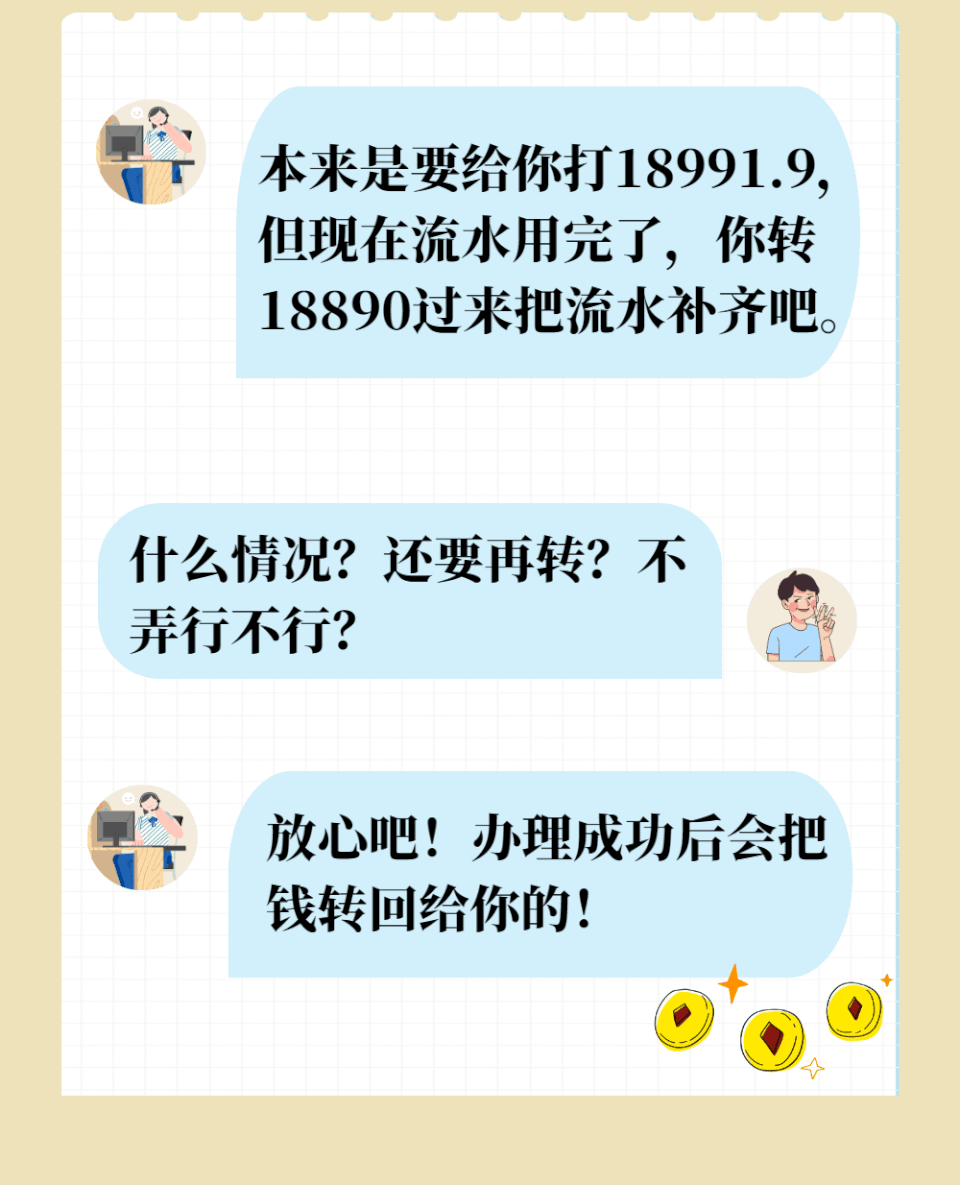 本来是要给你打18991.9,
但现在流水用完了，你转
18890过来把流水补齐吧。
什么情况？还要再转？不
弄行不行？
放心吧！办理成功后会把
钱转回给你的！